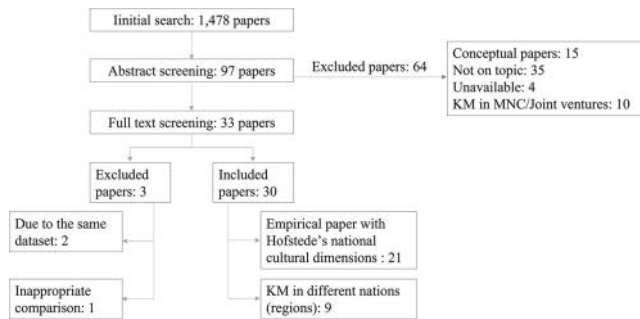 Iinitial search: 1,478 papers
Abstract screening: 97 papers
Excluded papers: 64
Conceptual papers: 15
Not on topic: 35
Unavailable: 4
KM in MNC/Joint ventures: 10
Full text screening: 33 papers
Excluded
papers: 3
Included
papers: 30
Due to the same
dataset: 2
Empirical paper with
Hofstede's national
cultural dimensions : 21
Inappropriate
comparison: 1
KM in different nations
(regions): 9